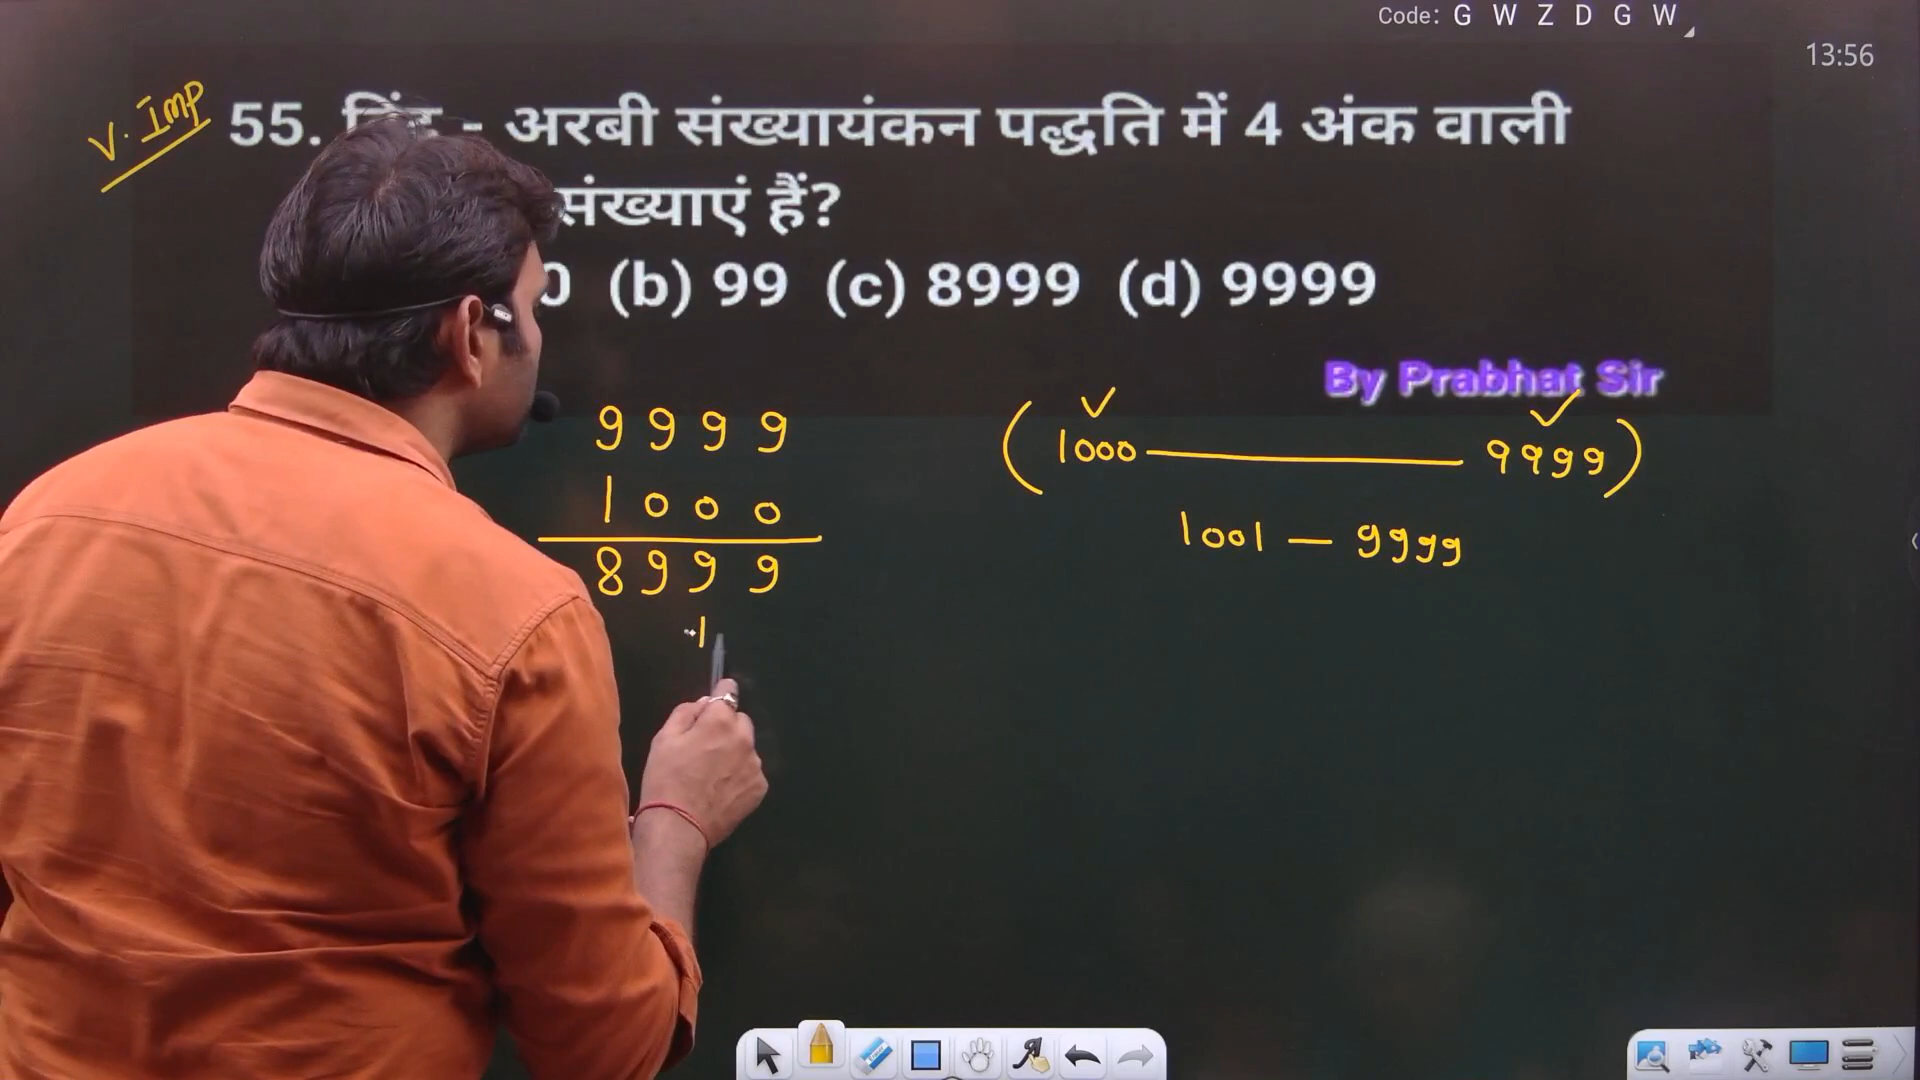 Code: G W Z D G W
13:56
V. Imp
55. - अरबी संख्यायंकन पद्धति में 4 अंक वाली
संख्याएं हैं?
0 (b) 99 (c) 8999 (d) 9999
By Prabhat Sir
9999
1000
8999
1
(1000 — 9999)
1001 — 9999